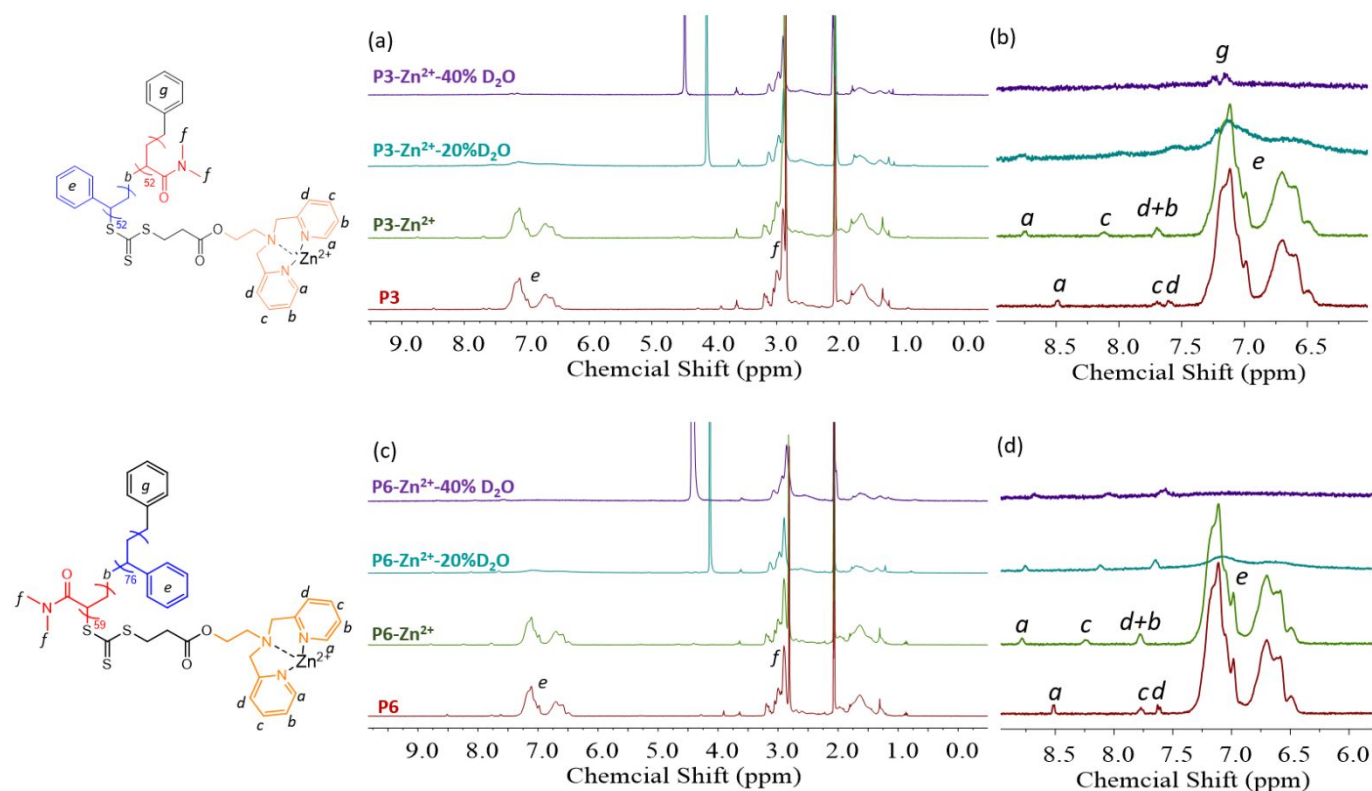 (a)
P3-Zn²⁺-40% D₂O
P3-Zn²⁺-20%D₂O
P3-Zn²⁺
P3
e
f
9.0 8.0 7.0 6.0 5.0 4.0 3.0 2.0 1.0 0.0
Chemcial Shift (ppm)
(b)
g
a c d+b e
a c d
8.5 8.0 7.5 7.0 6.5
Chemcial Shift (ppm)
g
f
N
f
O
b
52
e
52
S
S
S
O
O
N
N
N
Zn²⁺
d
c
b
a
d
a
c
b
(c)
P6-Zn²⁺-40% D₂O
P6-Zn²⁺-20%D₂O
P6-Zn²⁺
P6
e
f
9.0 8.0 7.0 6.0 5.0 4.0 3.0 2.0 1.0 0.0
Chemcial Shift (ppm)
(d)
a c d+b e
a c d
8.5 8.0 7.5 7.0 6.5 6.0
Chemcial Shift (ppm)
g
b
76
e
f
N
f
O
59
S
S
S
O
O
N
N
N
Zn²⁺
d
c
b
a
d
a
c
b